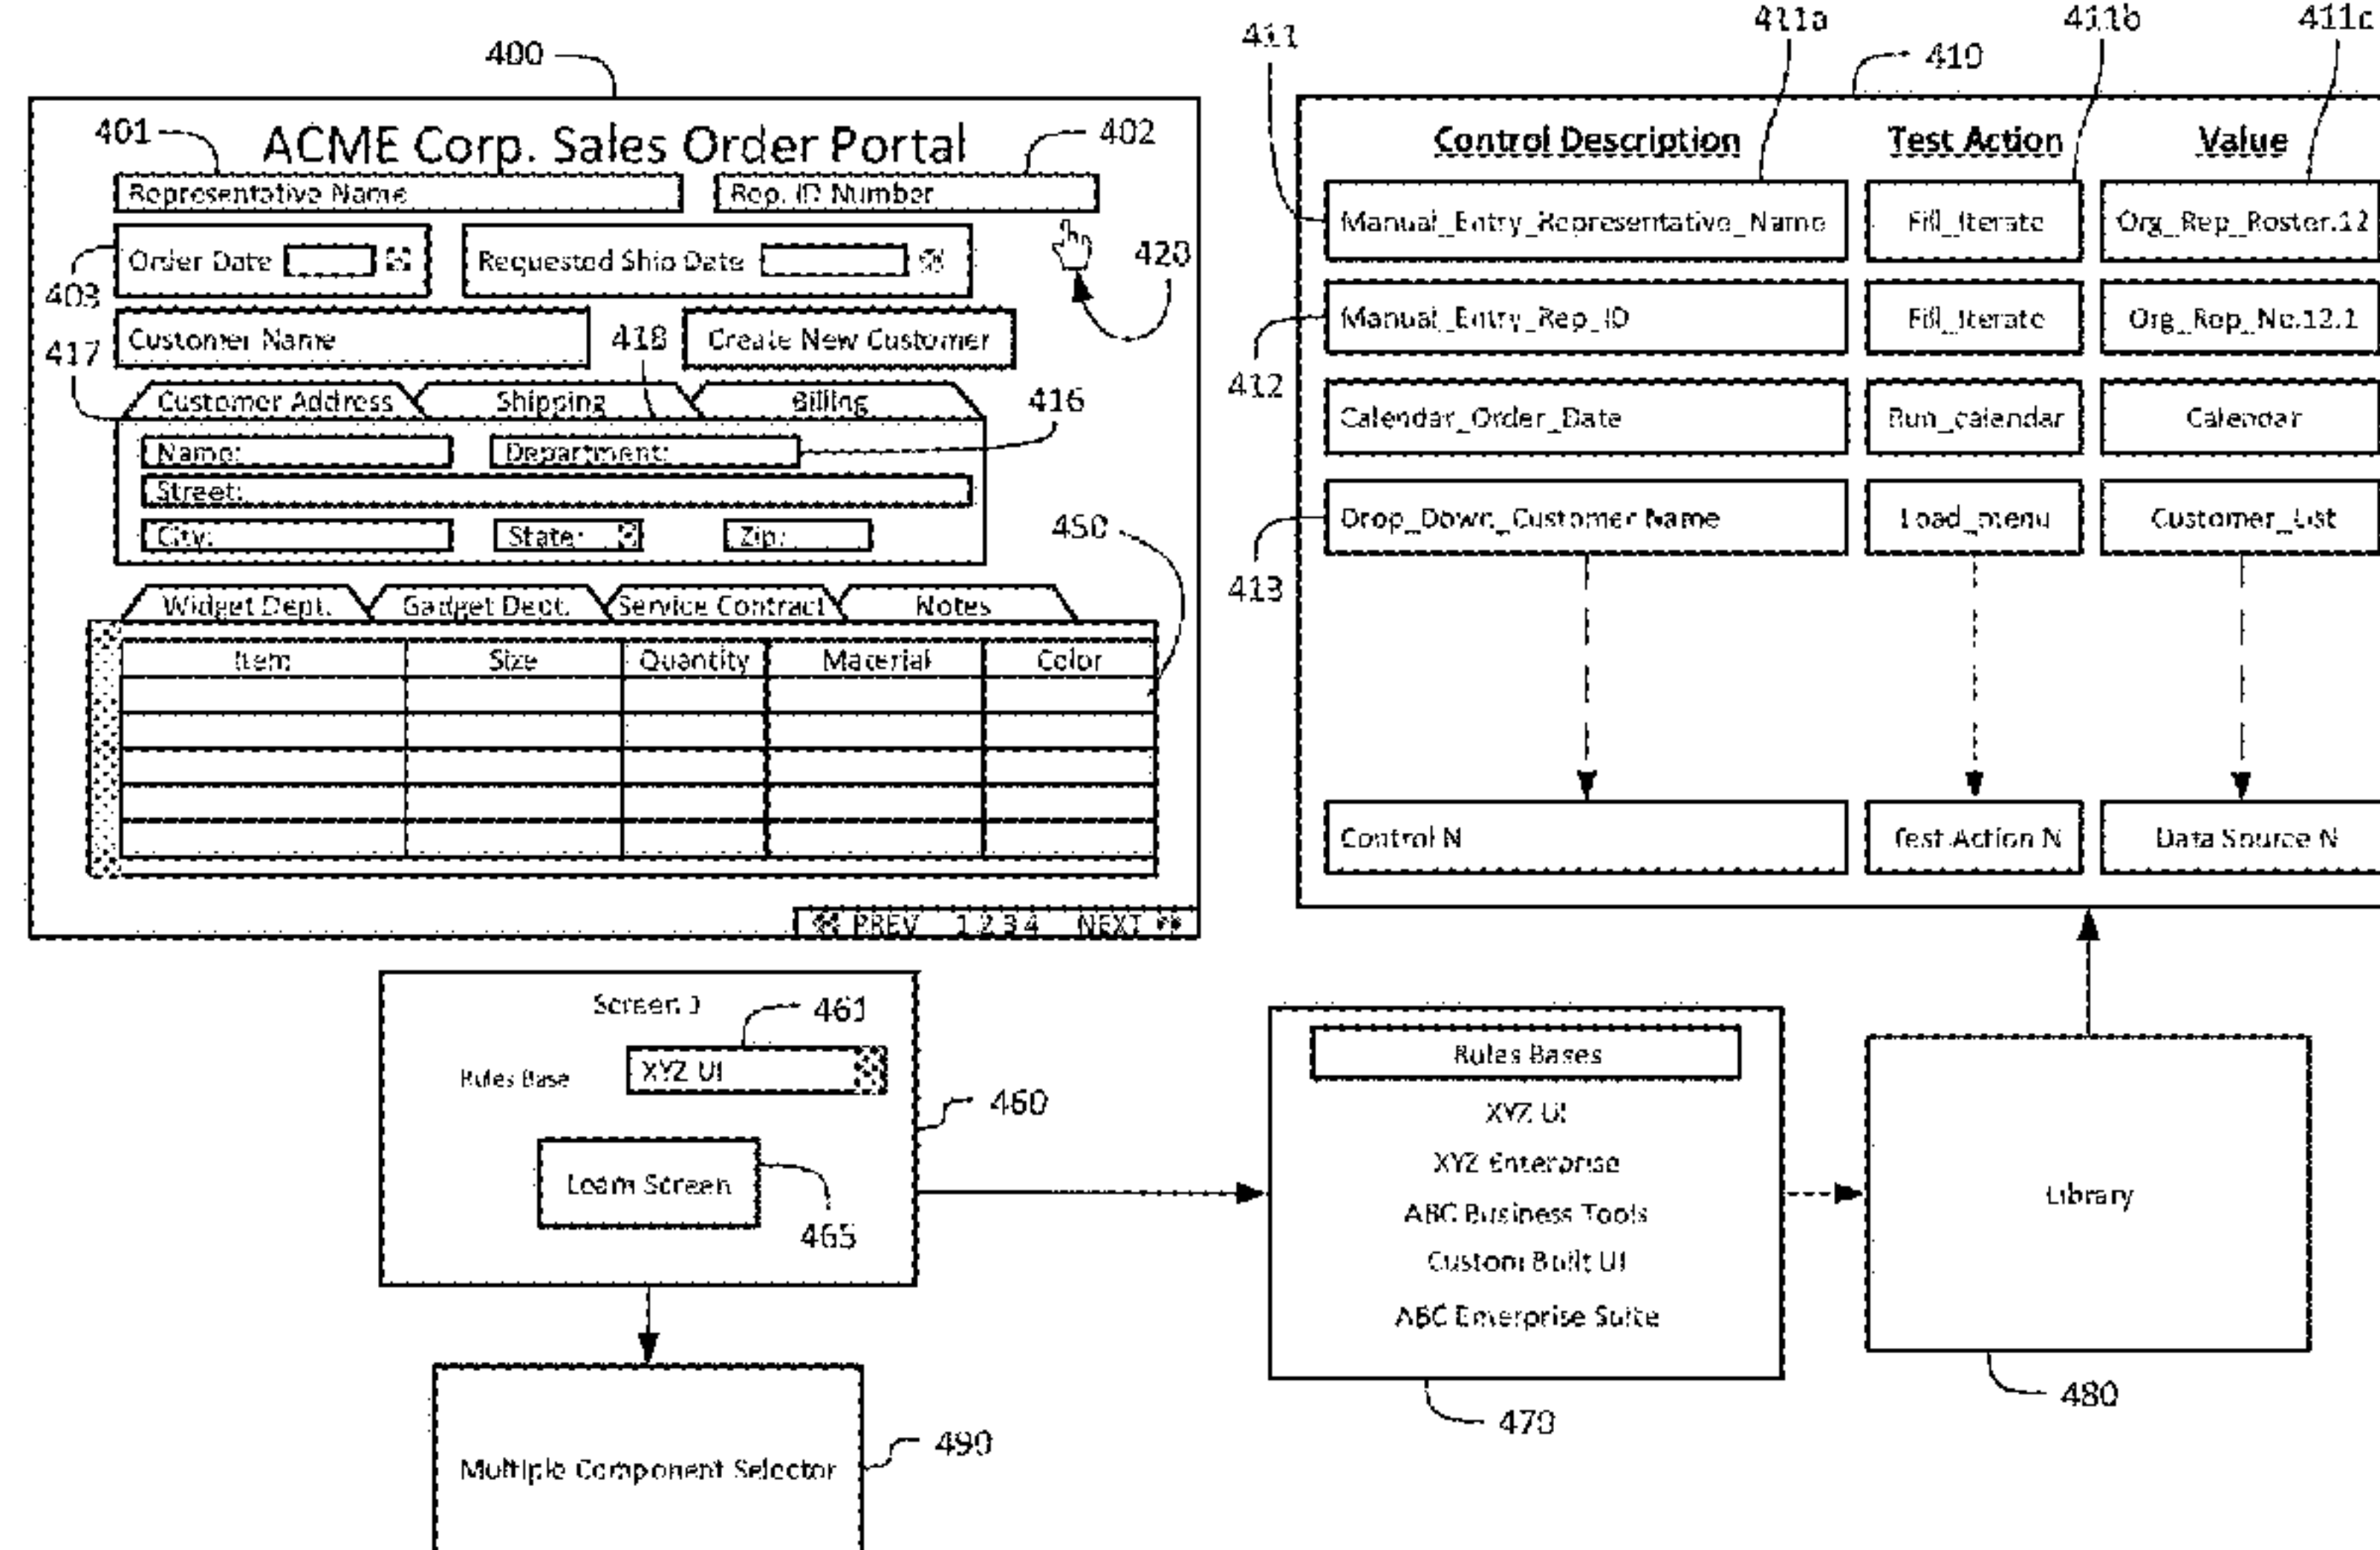 400
ACME Corp. Sales Order Portal
401
402
Representative Name
Rep. ID Number
Order Date
Requested Ship Date
403
420
Customer Name
Create New Customer
417
418
Customer Address
Shipping
Billing
416
Name:
Department:
Street:
City:
State:
Zip:
450
Widget Dept.
Gadget Dept.
Service Contract
Notes
Item
Size
Quantity
Material
Color
PREV 1 2 3 4 NEXT
411
411a
411b
411c
410
Control Description
Test Action
Value
Manual_Entry_Representative_Name
Fill_Iterate
Org_Rep_Roster.12
Manual_Entry_Rep_ID
Fill_Iterate
Org_Rep_No.12.1
412
Calendar_Order_Date
Run_calandar
Calendar
Drop_Down_Customer Name
Load_menu
Customer_List
413
Control N
Test Action N
Data Source N
Screen
461
Rules Base
XYZ UI
460
Learn Screen
465
Rules Bases
XYZ UI
XYZ Enterprise
ABC Business Tools
Custom Built UI
ABC Enterprise Suite
470
Library
480
Multiple Component Selector
490